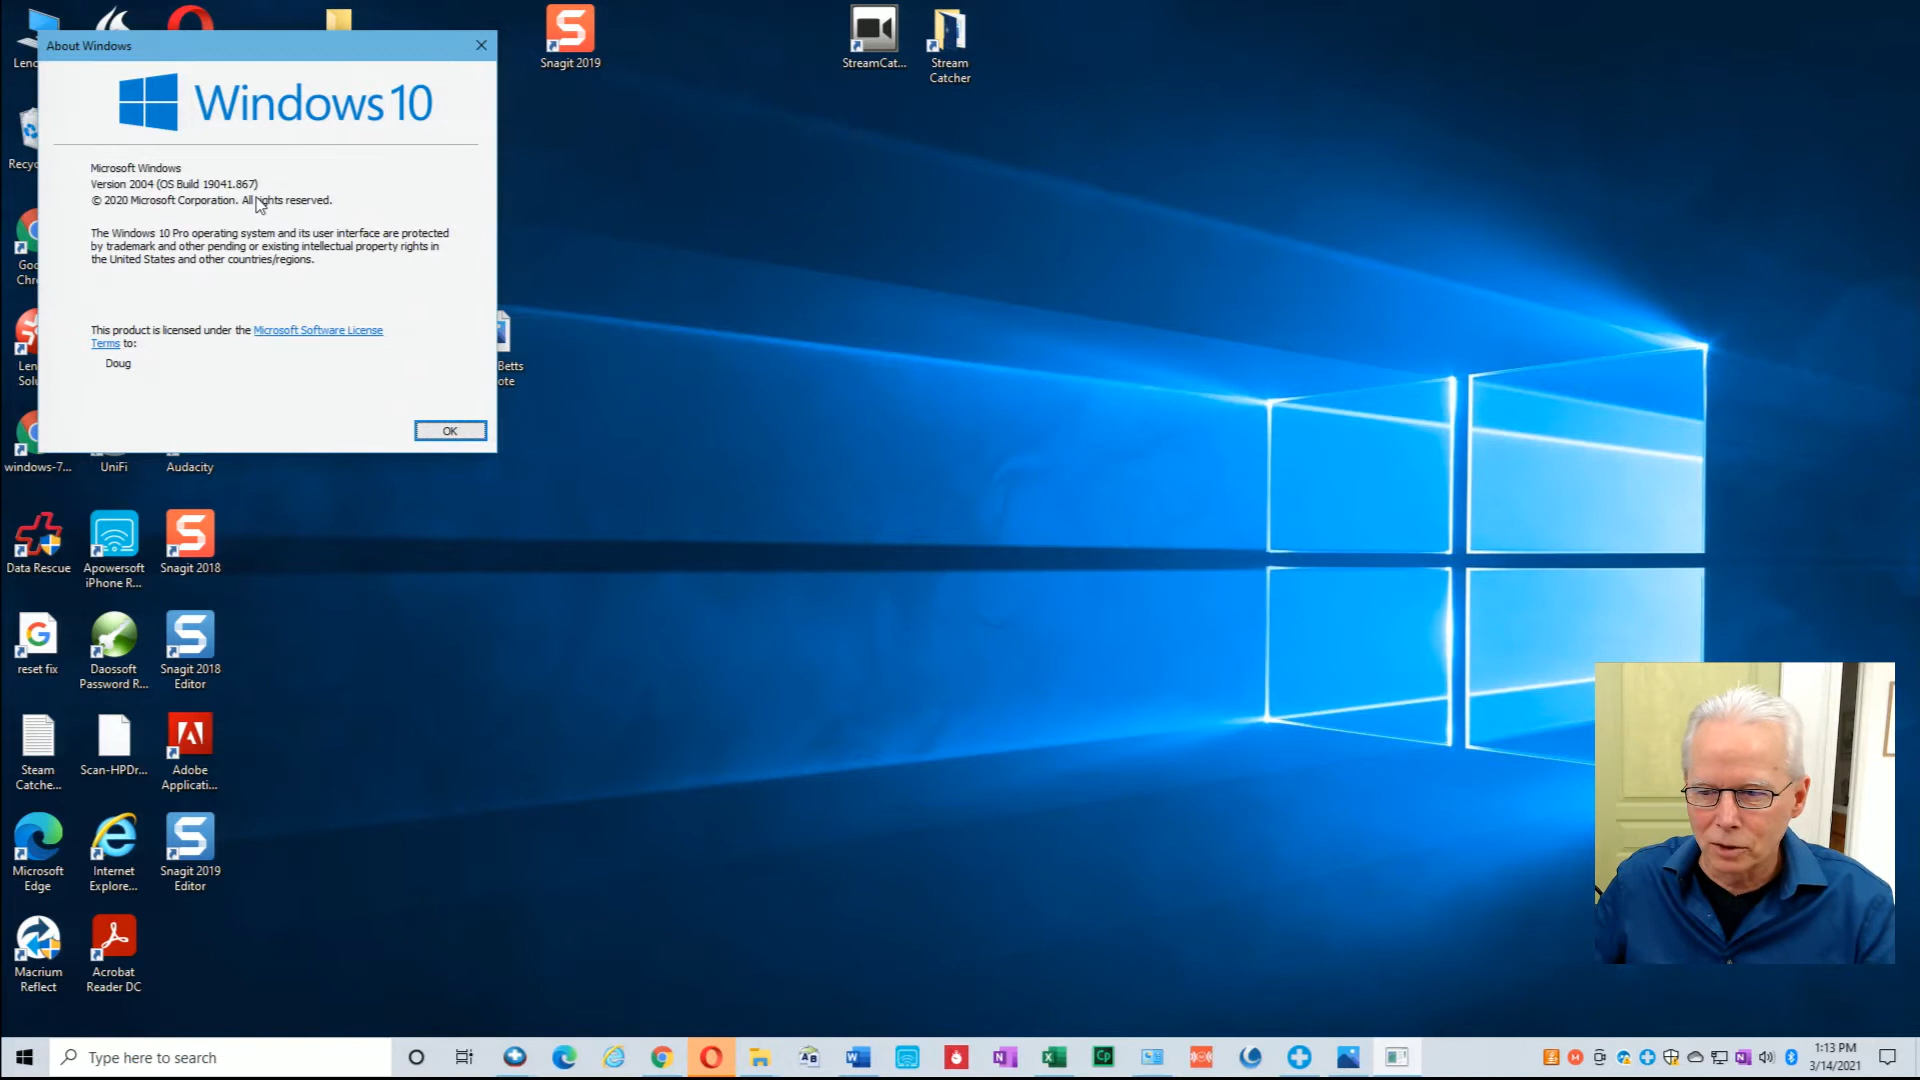 About Windows
Windows 10
Microsoft Windows
Version 2004 (OS Build 19041.867)
© 2020 Microsoft Corporation. All rights reserved.
The Windows 10 Pro operating system and its user interface are protected
by trademark and other pending or existing intellectual property rights in
the United States and other countries/regions.
This product is licensed under the Microsoft Software License
Terms to:
Doug
OK
Snagit 2019
StreamCat...
Stream
Catcher
Betts
ote
windows-7...
UniFi
Audacity
Data Rescue
Apowersoft
iPhone R...
Snagit 2018
reset fix
Daossoft
Password R...
Snagit 2018
Editor
Steam
Catche...
Scan-HPDr...
Adobe
Applicati...
Microsoft
Edge
Internet
Explore...
Snagit 2019
Editor
Macrium
Reflect
Acrobat
Reader DC
Type here to search
1:13 PM
3/14/2021